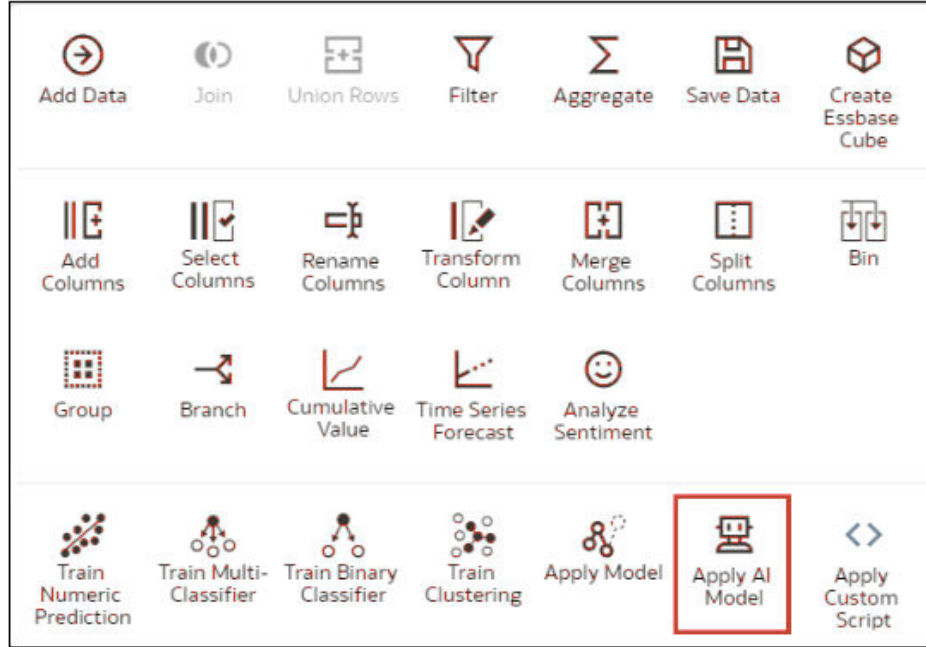 Add Data
Join
Union Rows
Filter
Aggregate
Save Data
Create
Essbase
Cube
Add
Columns
Select
Columns
Rename
Columns
Transform
Column
Merge
Columns
Split
Columns
Bin
Group
Branch
Cumulative
Value
Time Series
Forecast
Analyze
Sentiment
Train
Numeric
Prediction
Train Multi-
Classifier
Train Binary
Classifier
Train
Clustering
Apply Model
Apply AI
Model
Apply
Custom
Script